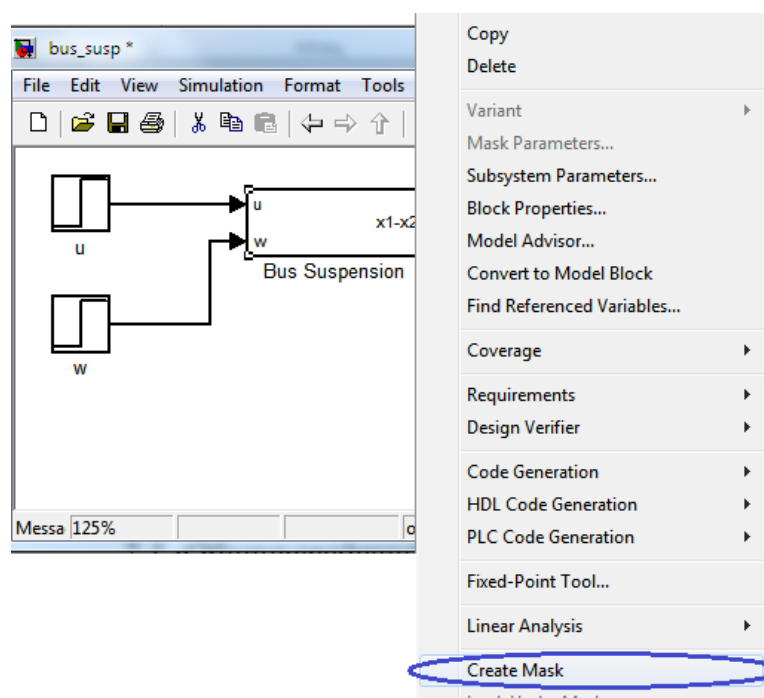 bus_susp *
File Edit View Simulation Format Tools
u
w
u
w
x1-x2
Bus Suspension
Messa 125%
Copy
Delete
Variant
Mask Parameters...
Subsystem Parameters...
Block Properties...
Model Advisor...
Convert to Model Block
Find Referenced Variables...
Coverage
Requirements
Design Verifier
Code Generation
HDL Code Generation
PLC Code Generation
Fixed-Point Tool...
Linear Analysis
Create Mask